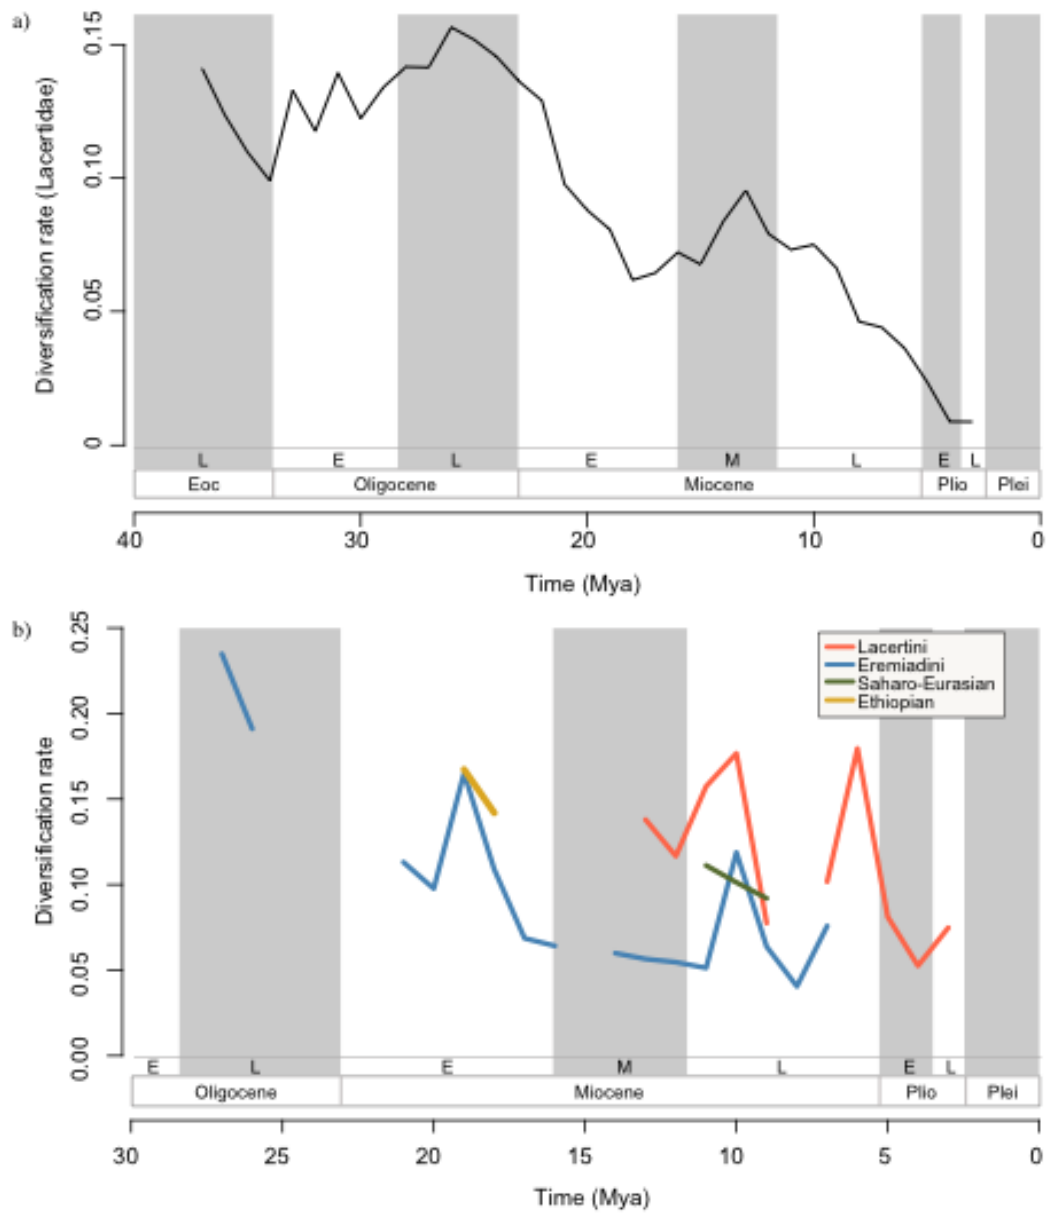 a)
Diversification rate (Lacertidae)
0.15
0.10
0.05
0
L E L E M L E L
Eoc Oligocene Miocene Plio Plei
40 30 20 10 0
Time (Mya)
b)
Diversification rate
0.25
0.20
0.15
0.10
0.05
0.00
Lacertini
Eremiadini
Saharo-Eurasian
Ethiopian
E L E M L E L
Oligocene Miocene Plio Plei
30 25 20 15 10 5 0
Time (Mya)